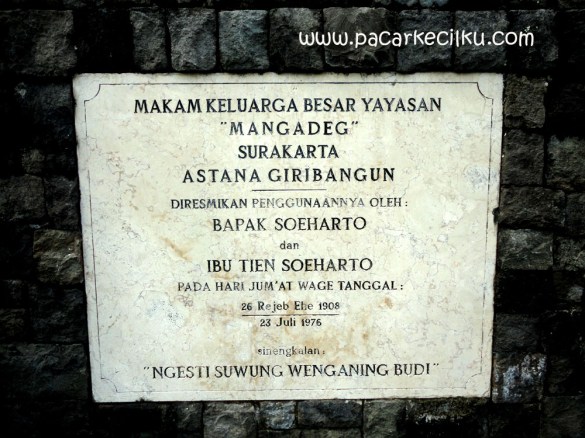 www.pacarkecilku.com
MAKAM KELUARGA BESAR YAYASAN
"MANGADEG"
SURAKARTA
ASTANA GIRIBANGUN
DIRESMIKAN PENGGUNAANNYA OLEH :
BAPAK SOEHARTO
dan
IBU TIEN SOEHARTO
PADA HARI JUM'AT WAGE TANGGAL :
26 Rejeb Ehe 1908
23 Juli 1976
sinengkalan :
"NGESTI SUWUNG WENGANING BUDI"